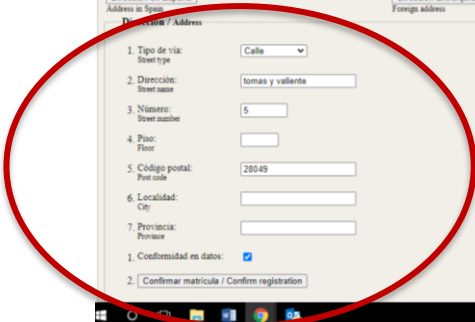 Address in Spain
Foreign address
Dirección / Address
1. Tipo de vía: Calle
Street type
2. Dirección: tomas y valiente
Street name
3. Número: 5
Street number
4. Piso:
Floor
5. Código postal: 28049
Post code
6. Localidad:
City
7. Provincia:
Province
1. Conformidad en datos:
2. Confirmar matrícula / Confirm registration